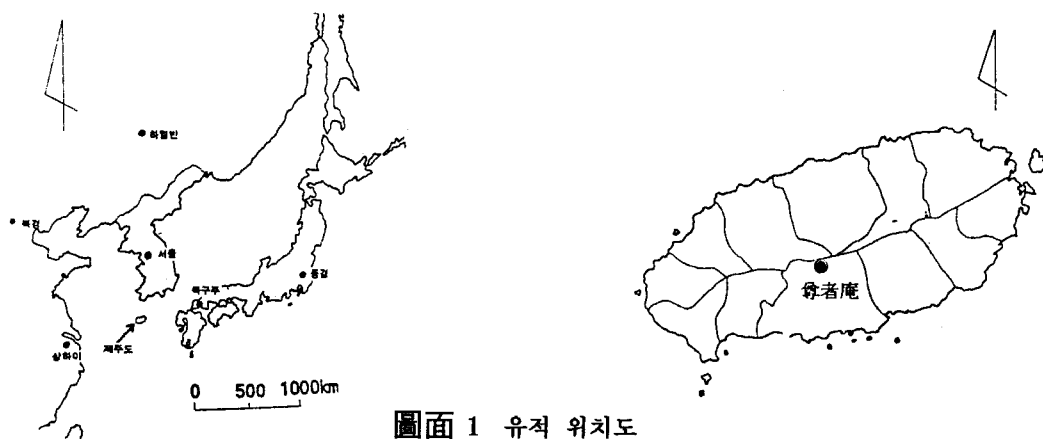 하얼빈
북경
서울
동경
북구주
제주도
상하이
0 500 1000km
尊者庵
圖面 1 유적 위치도